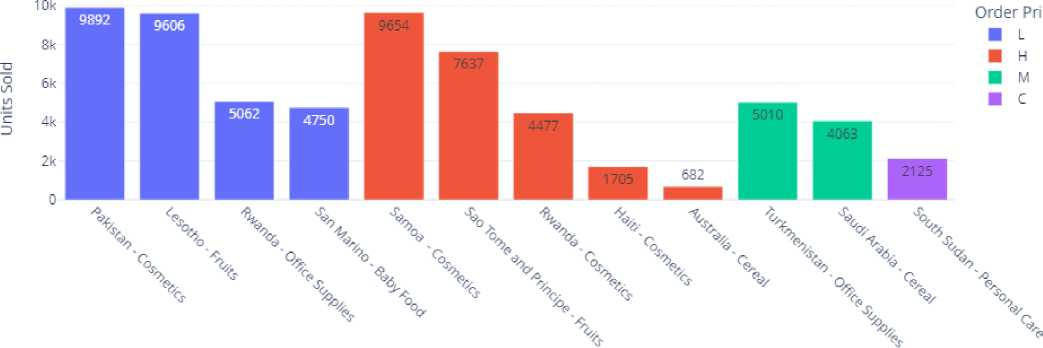 10k
8k
6k
4k
2k
0
Units Sold
9892
9606
5062
4750
9654
7637
4477
1705
682
5010
4063
2125
Pakistan - Cosmetics
Lesotho - Fruits
Rwanda - Office Supplies
San Marino - Baby Food
Samoa - Cosmetics
Sao Tome and Principe - Fruits
Rwanda - Cosmetics
Haiti - Cosmetics
Australia - Cereal
Turkmenistan - Office Supplies
Saudi Arabia - Cereal
South Sudan - Personal Care
Order Pri
L
H
M
C